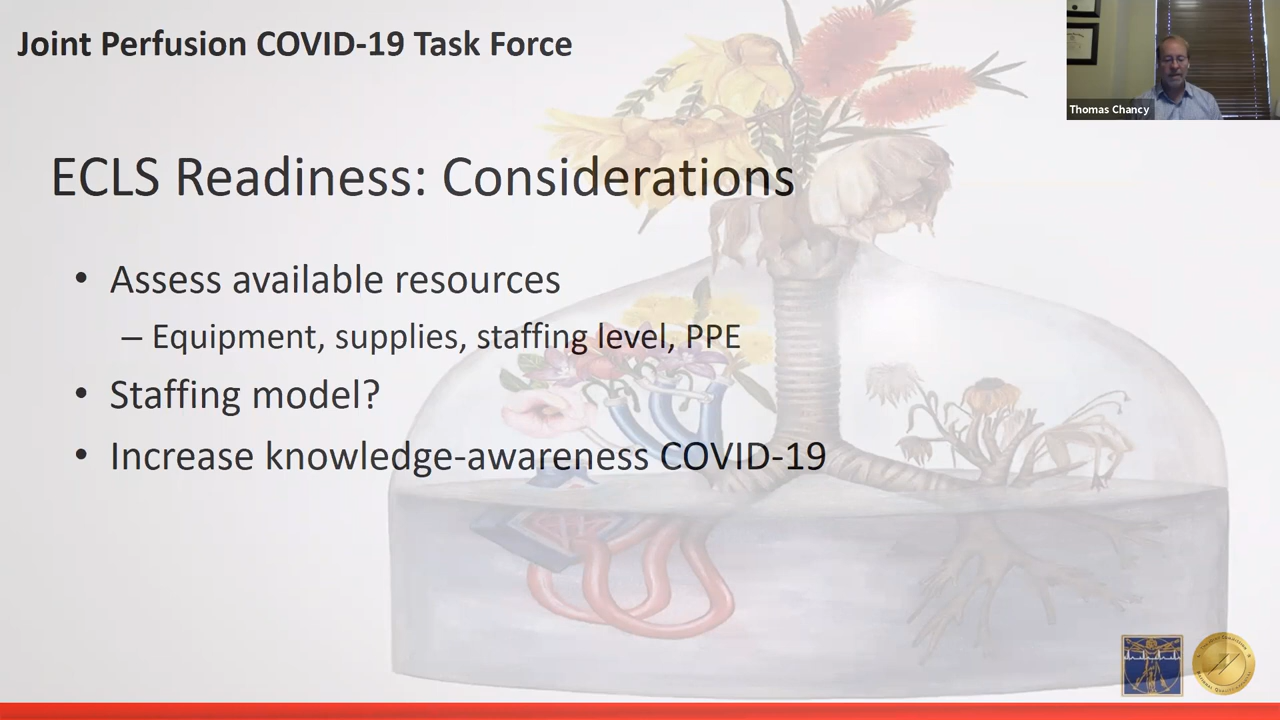 Joint Perfusion COVID-19 Task Force
Thomas Chancy
ECLS Readiness: Considerations
• Assess available resources
– Equipment, supplies, staffing level, PPE
• Staffing model?
• Increase knowledge-awareness COVID-19